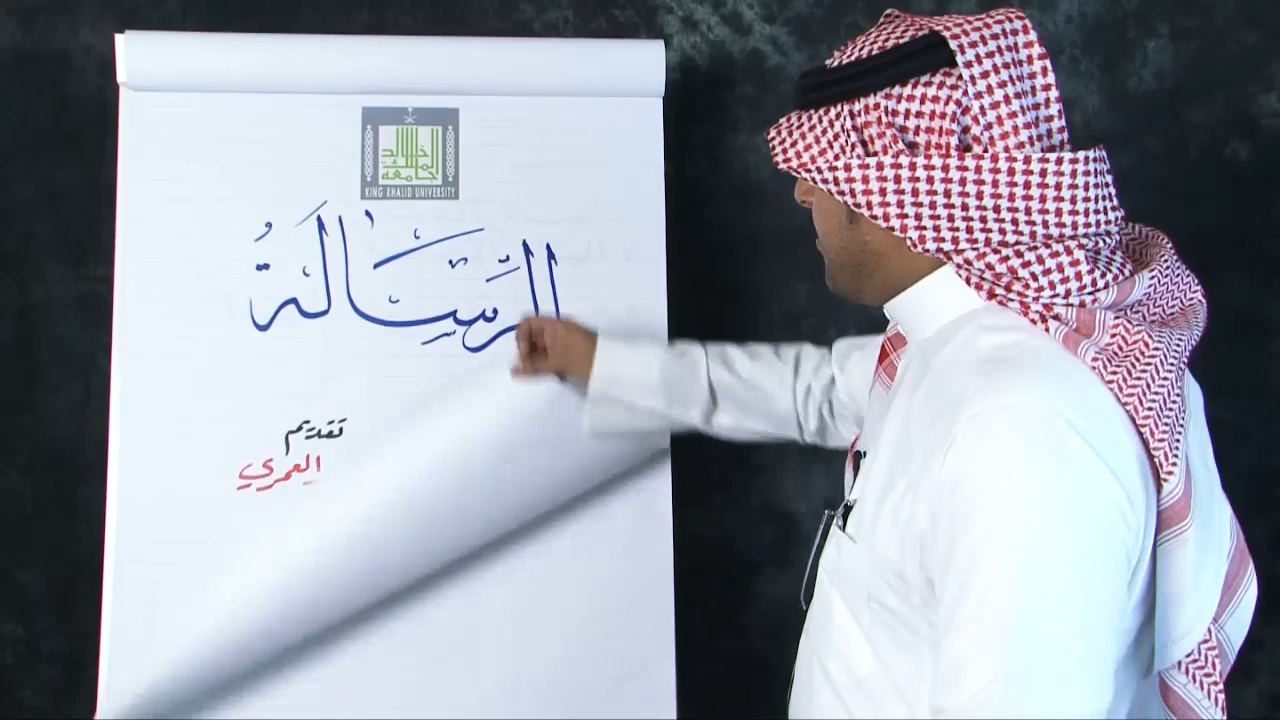 خالد
الملك
جامعة
KING KHALID UNIVERSITY
الرِّسَالَةُ
تقديم
العمري